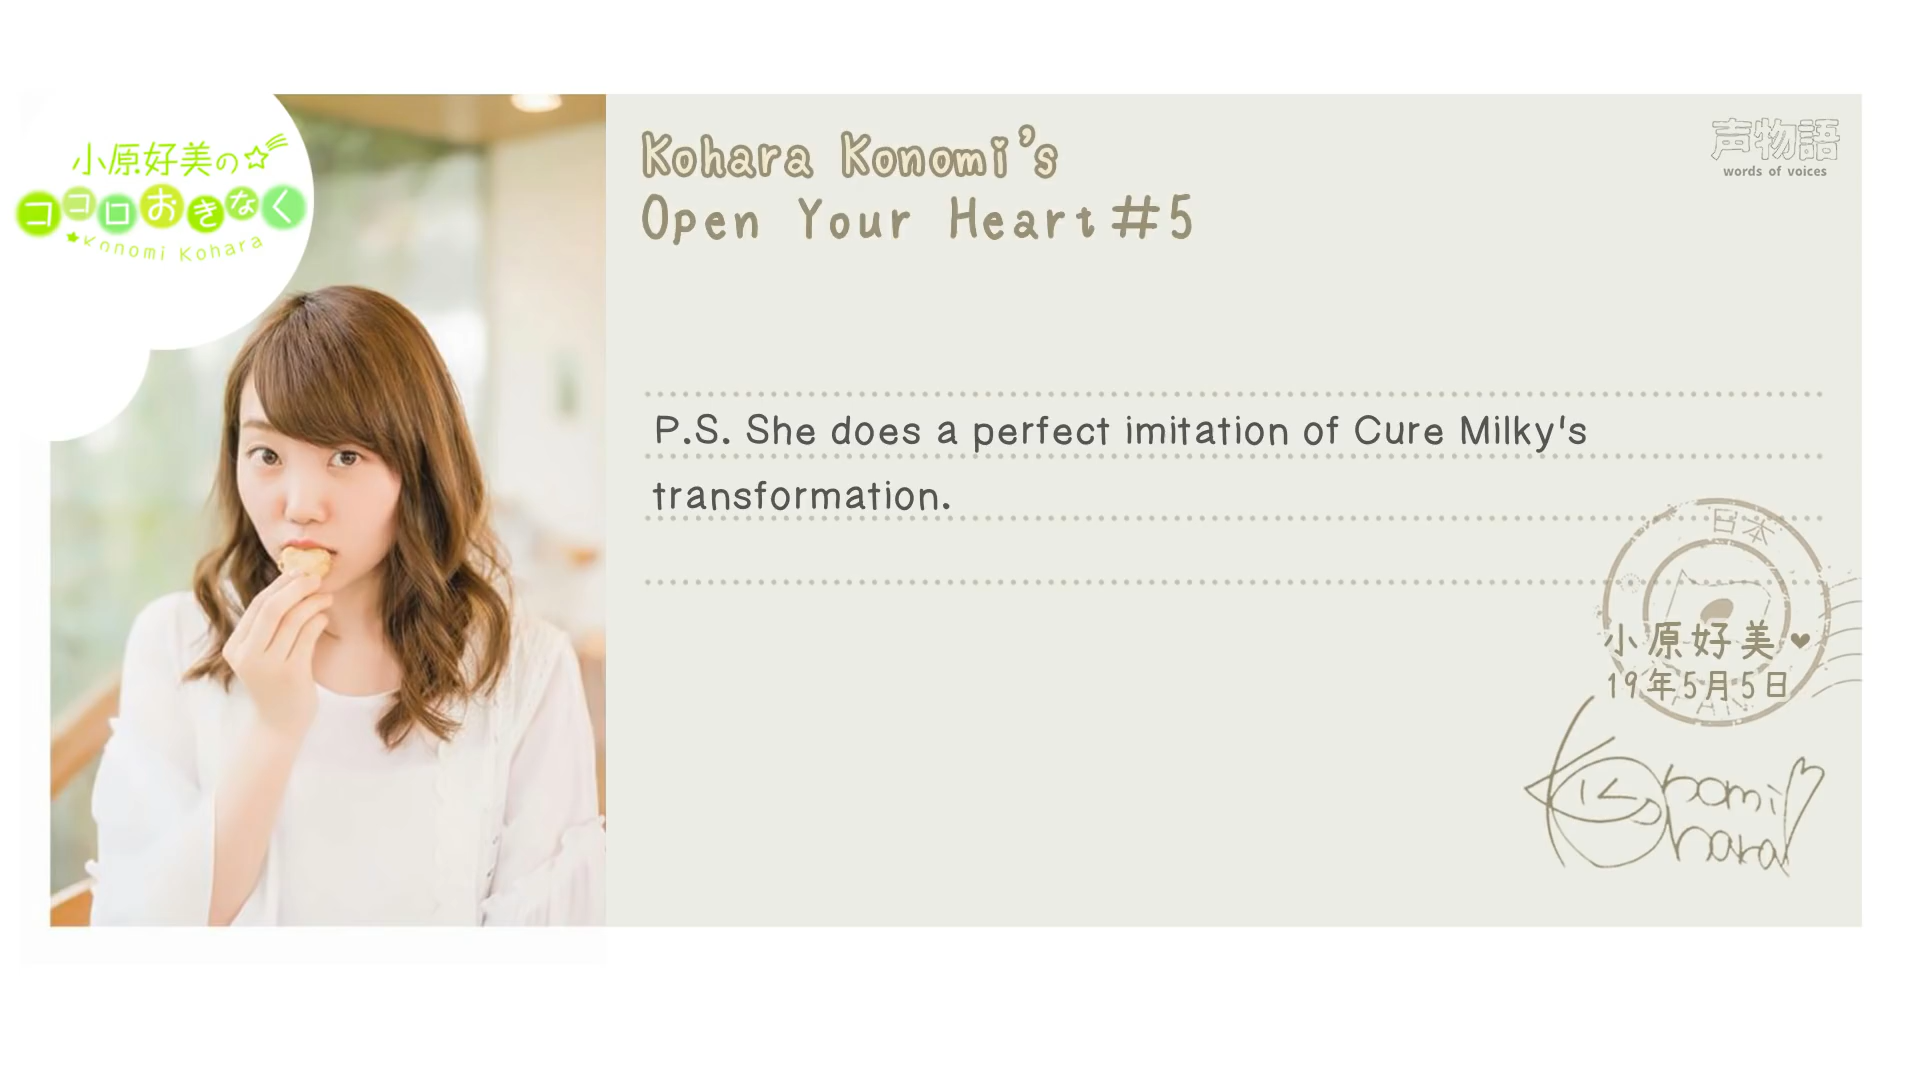 小原好美の☆
ココロおきなく
★Konomi Kohara
Kohara Konomi's
Open Your Heart #5
声物語
words of voices
P.S. She does a perfect imitation of Cure Milky's
transformation.
日本
小原好美♥
19年5月5日
Konomi
Kohara